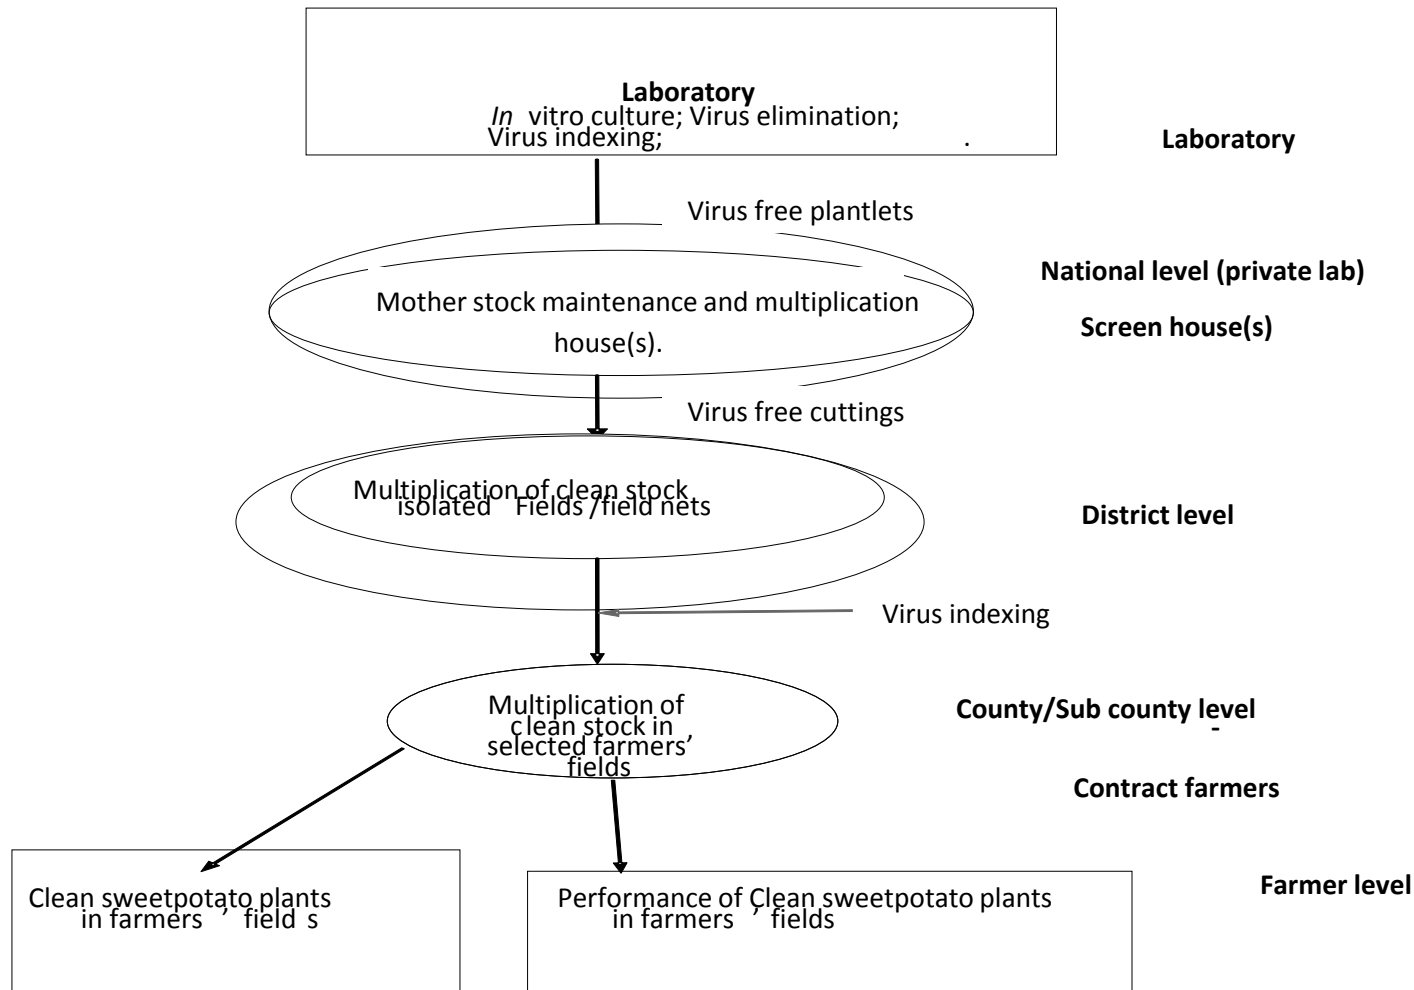 Laboratory
In vitro culture; Virus elimination;
Virus indexing; .
Laboratory
Virus free plantlets
National level (private lab)
Mother stock maintenance and multiplication
house(s).
Screen house(s)
Virus free cuttings
Multiplication of clean stock
isolated Fields /field nets
District level
Virus indexing
Multiplication of
clean stock in
selected farmers’
fields
County/Sub county level
-
Contract farmers
Farmer level
Clean sweetpotato plants
in farmers ’ field s
Performance of Clean sweetpotato plants
in farmers ’ fields